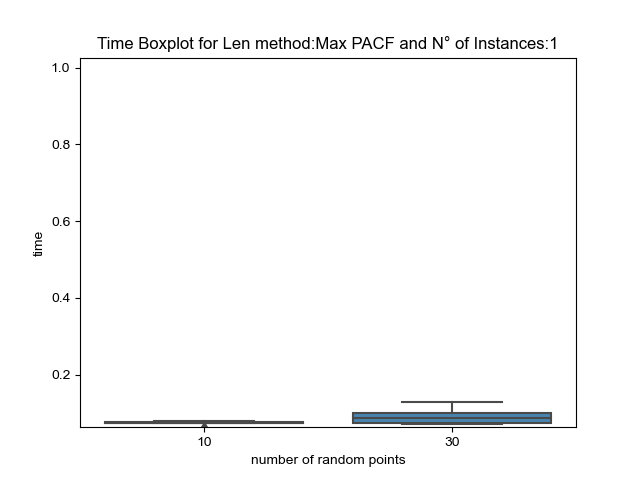 Time Boxplot for Len method:Max PACF and N° of Instances:1
1.0
0.8
0.6
0.4
0.2
time
10
30
number of random points